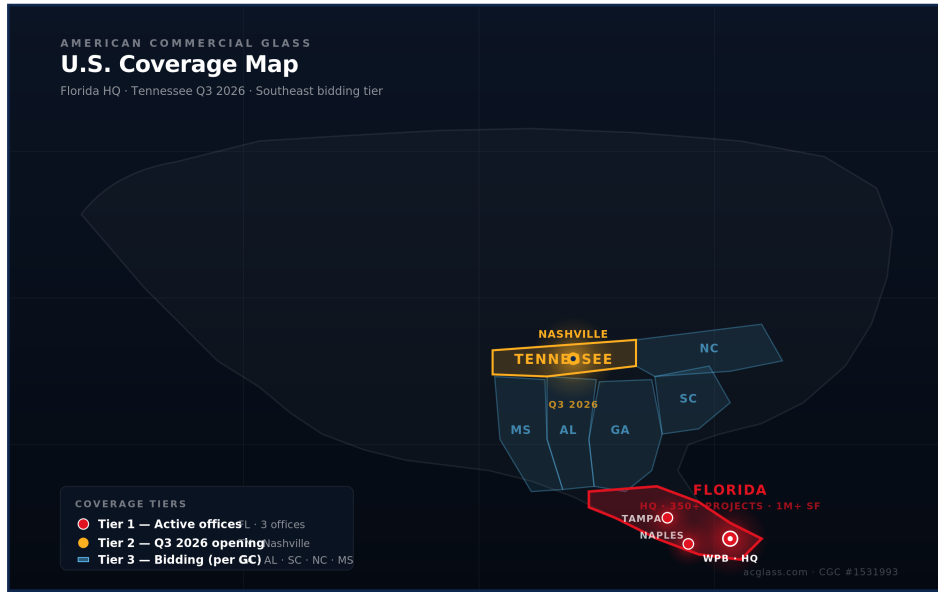 AMERICAN COMMERCIAL GLASS
U.S. Coverage Map
Florida HQ · Tennessee Q3 2026 · Southeast bidding tier
NASHVILLE
TENNESSEE
NC
Q3 2026
SC
MS
AL
GA
FLORIDA
HQ · 350+ PROJECTS · 1M+ SF
TAMPA
NAPLES
WPB · HQ
COVERAGE TIERS
Tier 1 — Active offices FL · 3 offices
Tier 2 — Q3 2026 opening Nashville
Tier 3 — Bidding (per GC) AL · SC · NC · MS
acglass.com · CGC #1531993